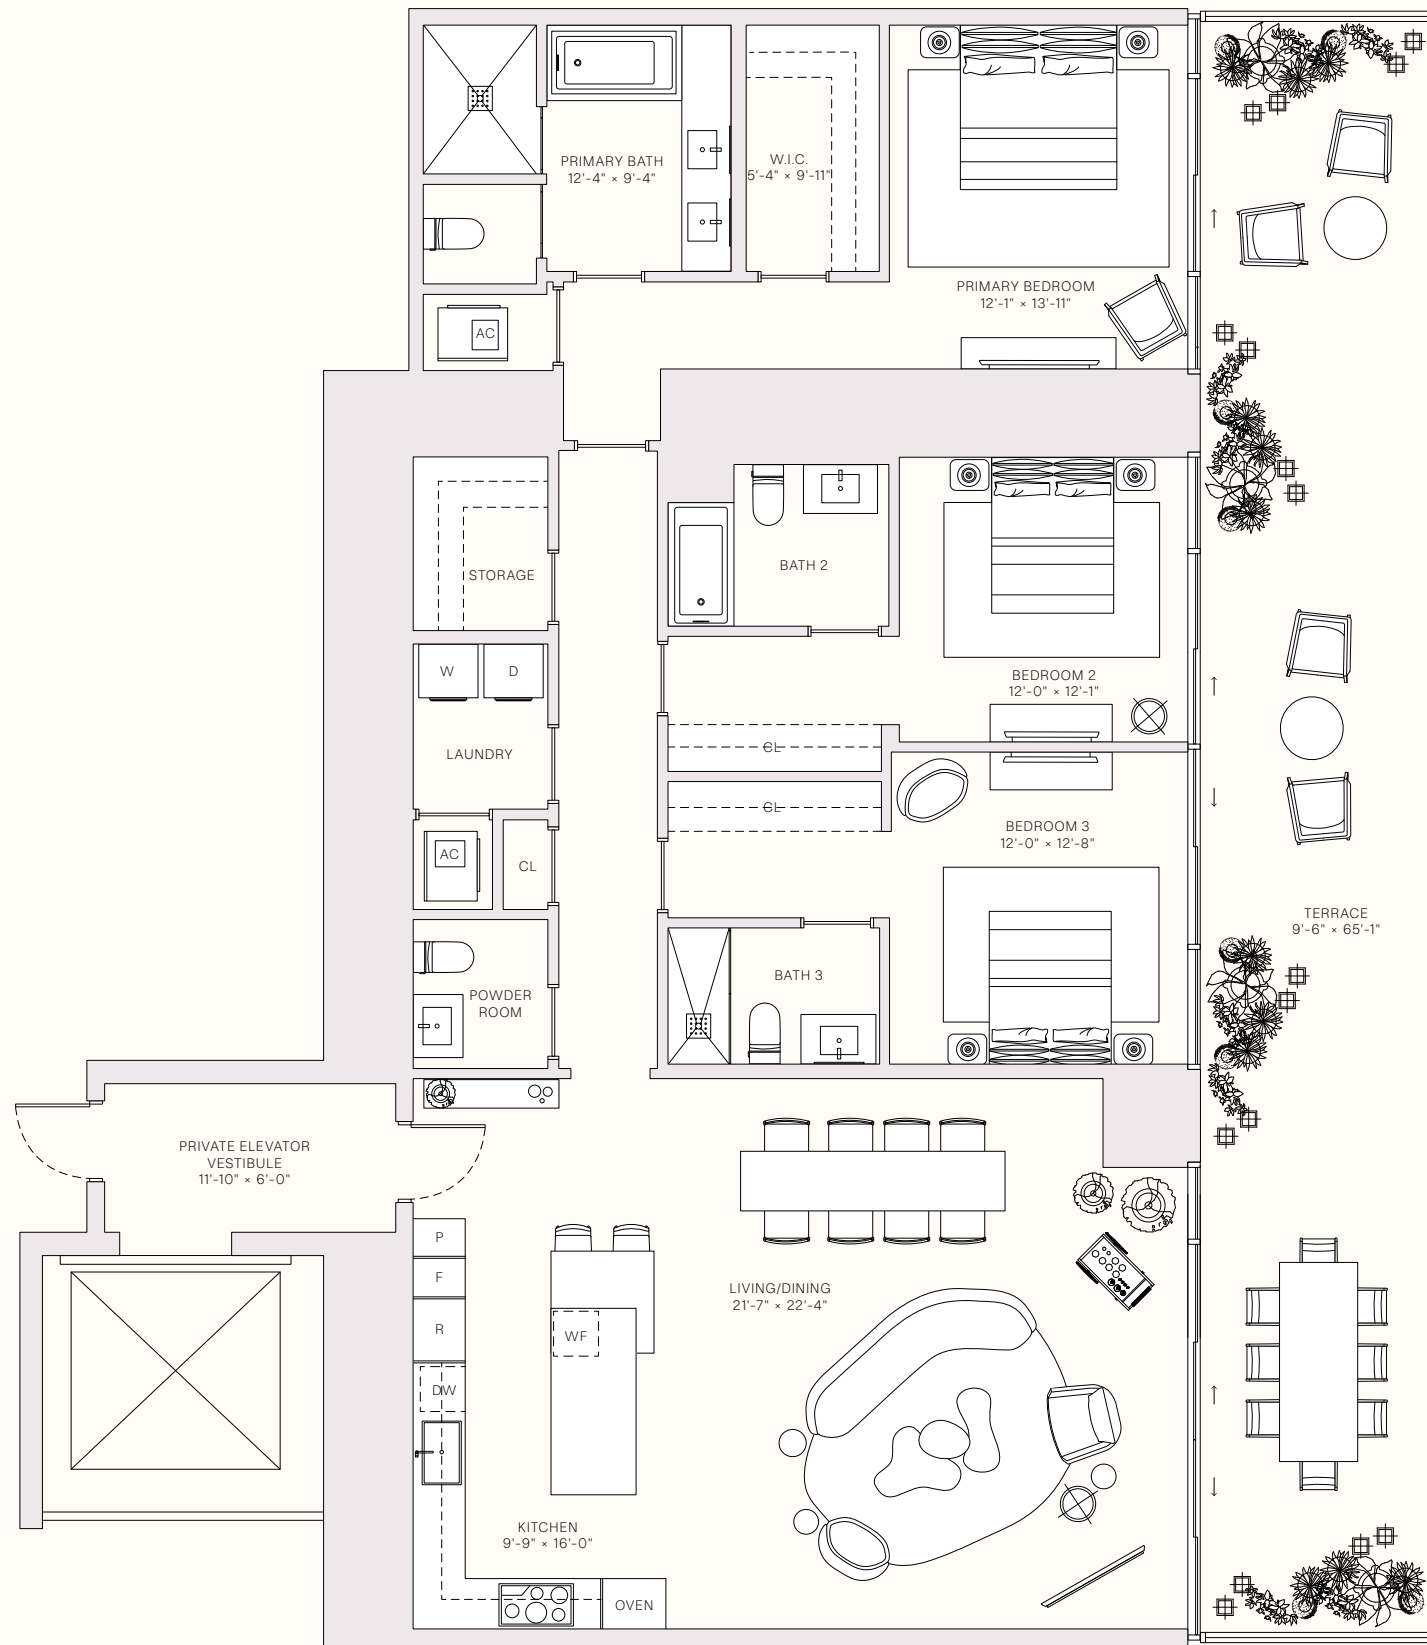 PRIMARY BATH
12'-4" × 9'-4"
W.I.C.
5'-4" × 9'-11"
PRIMARY BEDROOM
12'-1" × 13'-11"
AC
STORAGE
BATH 2
W
D
BEDROOM 2
12'-0" × 12'-1"
LAUNDRY
CL
CL
BEDROOM 3
12'-0" × 12'-8"
AC
CL
TERRACE
9'-6" × 65'-1"
BATH 3
POWDER
ROOM
PRIVATE ELEVATOR
VESTIBULE
11'-10" × 6'-0"
P
F
R
WF
DW
LIVING/DINING
21'-7" × 22'-4"
KITCHEN
9'-9" × 16'-0"
OVEN